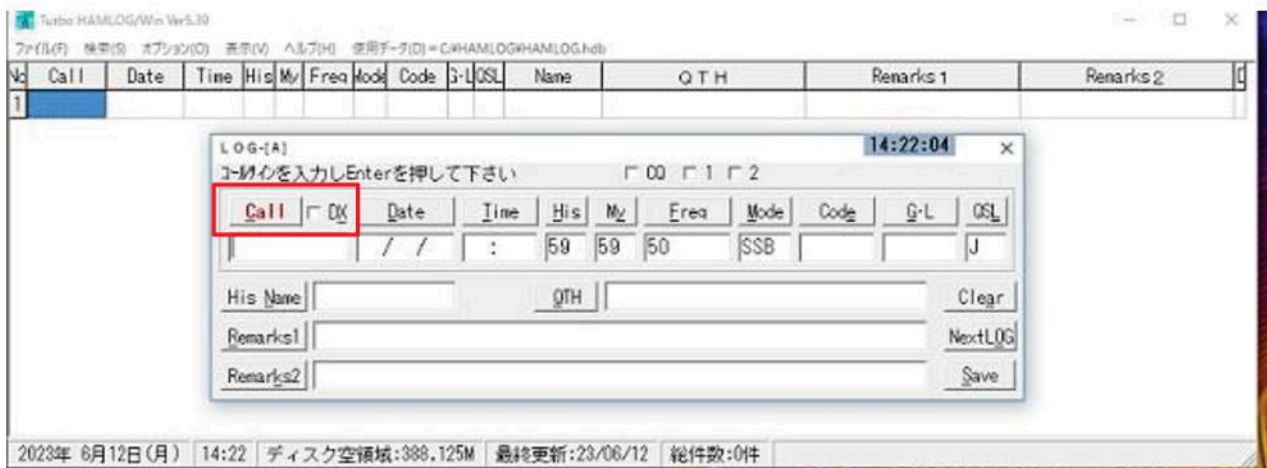 Turbo HAMLOG/Win Ver5.39
ファイル(F) 検索(S) オプション(O) 表示(V) ヘルプ(H) 使用データ(D)=C:¥HAMLOG¥HAMLOG.hdb
No Call Date Time His My Freq Mode Code G·L QSL Name QTH Remarks1 Remarks2
1
LOG-[A] 14:22:04
コールサインを入力しEnterを押して下さい CQ 1 2
Call DX Date Time His My Freq Mode Code G·L QSL
/ / : 59 59 50 SSB J
His Name QTH Clear
Remarks1 NextLOG
Remarks2 Save
2023年 6月12日(月) 14:22 ディスク空領域:388,125M 最終更新:23/06/12 総件数:0件